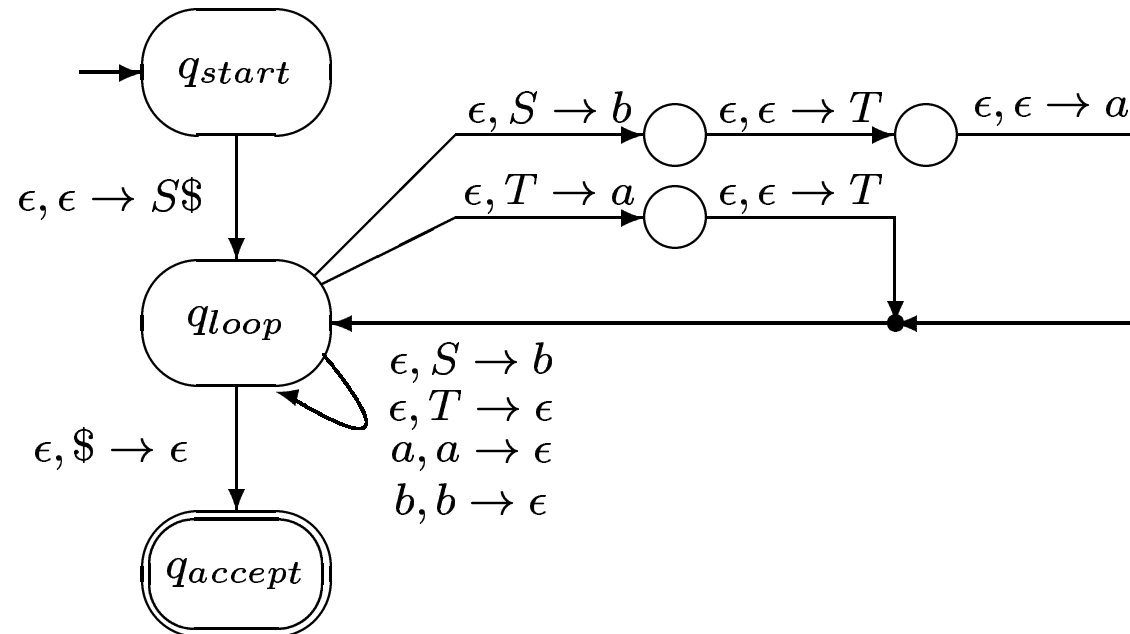 q_start
ϵ, S → b
ϵ, ϵ → T
ϵ, ϵ → a
ϵ, ϵ → S$
ϵ, T → a
ϵ, ϵ → T
q_loop
ϵ, S → b
ϵ, T → ϵ
a, a → ϵ
b, b → ϵ
ϵ, $ → ϵ
q_accept